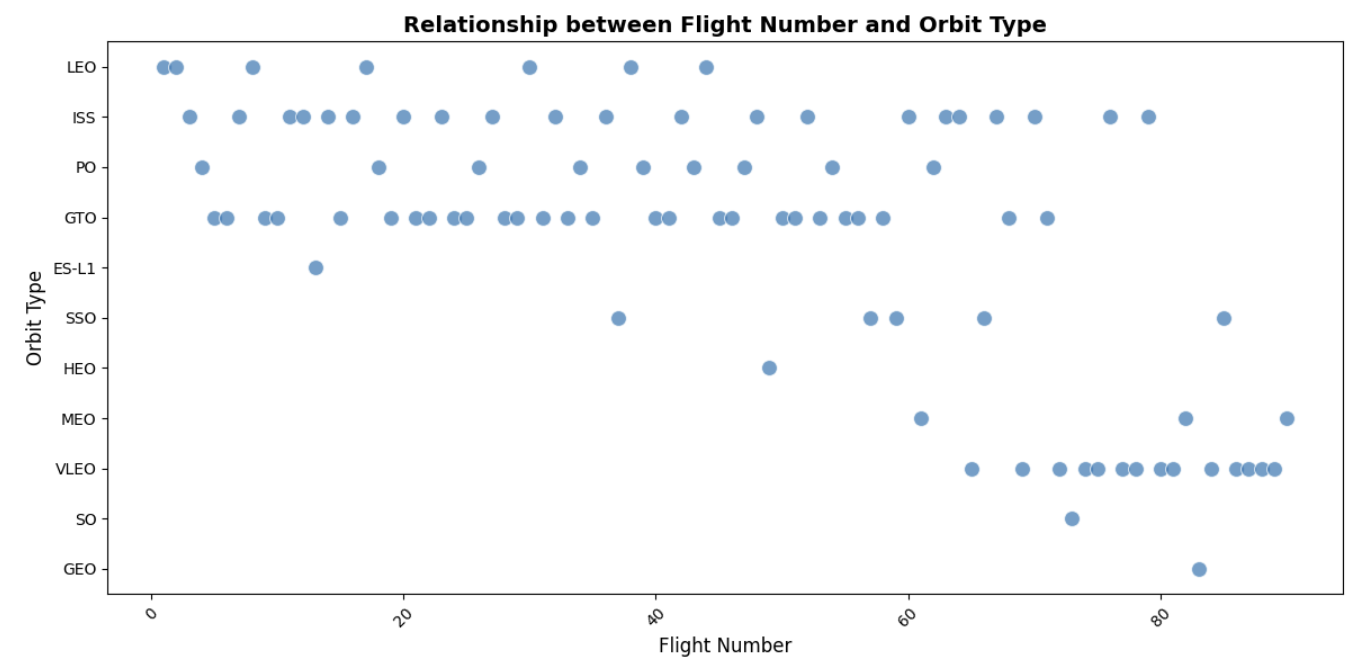 Relationship between Flight Number and Orbit Type
LEO
ISS
PO
GTO
ES-L1
SSO
HEO
MEO
VLEO
SO
GEO
Orbit Type
0
20
40
60
80
Flight Number